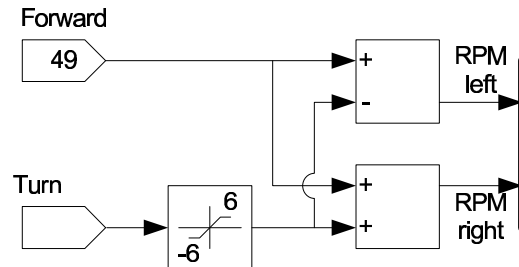 Forward
49
+
-
RPM
left
Turn
6
-6
+
+
RPM
right